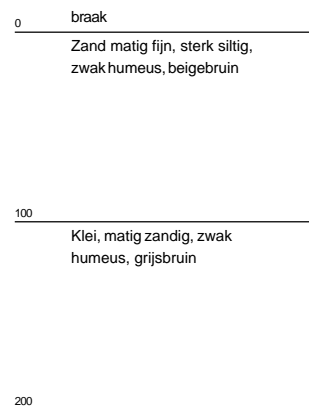 braak
0
Zand matig fijn, sterk siltig,
zwak humeus, beigebruin
100
Klei, matig zandig, zwak
humeus, grijsbruin
200